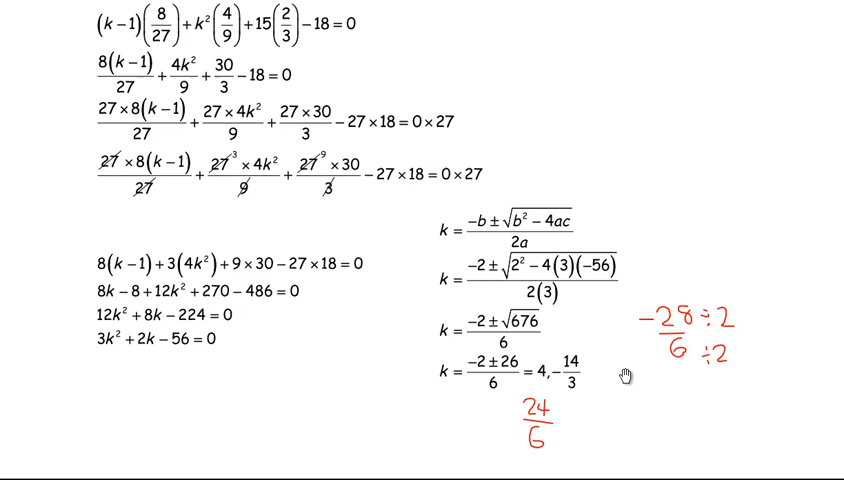 (k−1)(8/27)+k²(4/9)+15(2/3)−18=0
8(k−1)/27+4k²/9+30/3−18=0
27×8(k−1)/27+27×4k²/9+27×30/3−27×18=0×27
27×8(k−1)/27+27³×4k²/9+27⁹×30/3−27×18=0×27
8(k−1)+3(4k²)+9×30−27×18=0
8k−8+12k²+270−486=0
12k²+8k−224=0
3k²+2k−56=0
k=−b±√(b²−4ac)/2a
k=−2±√(2²−4(3)(−56))/2(3)
k=−2±√676/6
k=−2±26/6=4,−14/3
24/6
−28÷2
6÷2